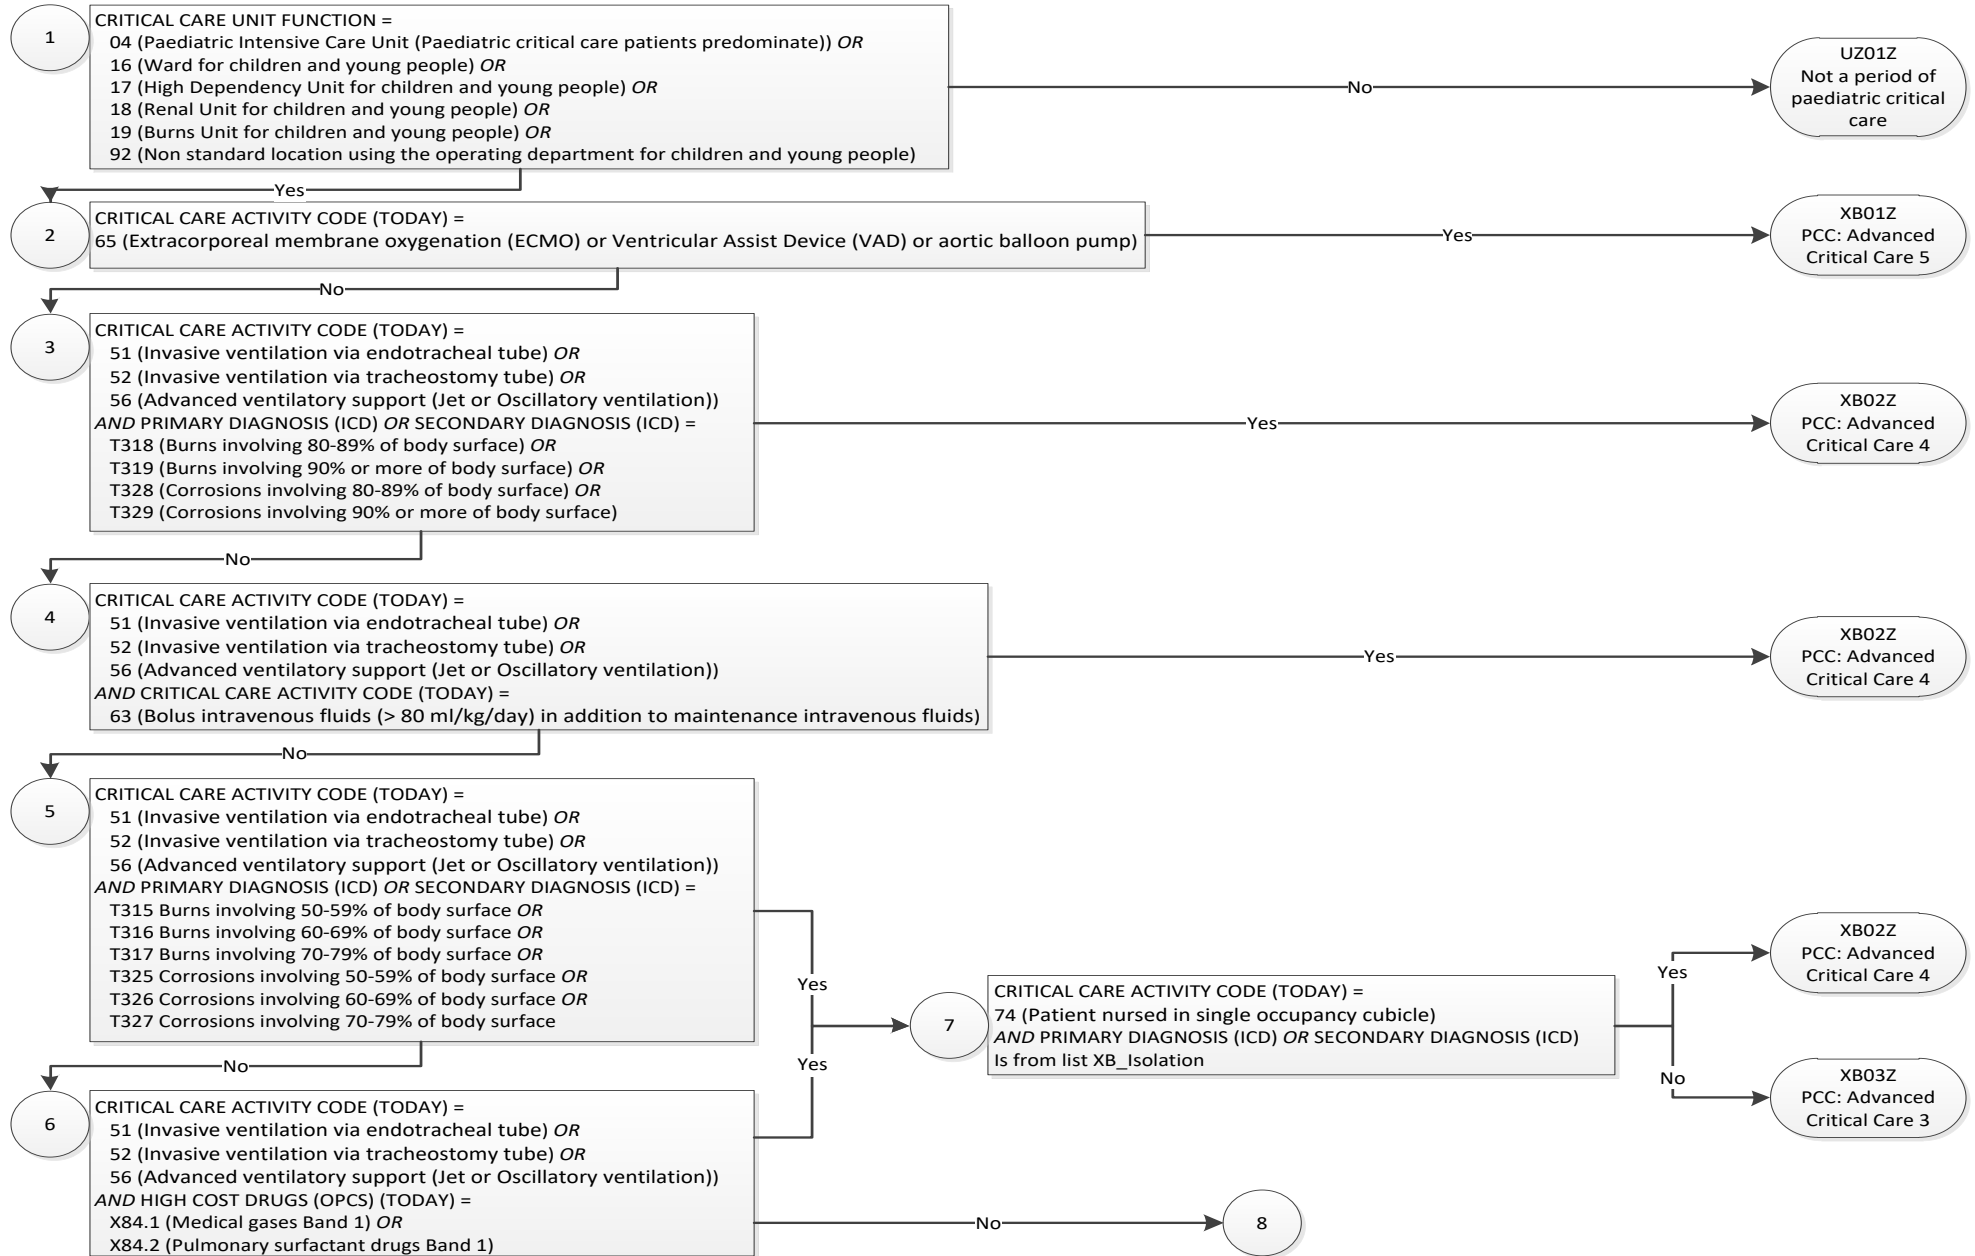 1
CRITICAL CARE UNIT FUNCTION =
04 (Paediatric Intensive Care Unit (Paediatric critical care patients predominate)) OR
16 (Ward for children and young people) OR
17 (High Dependency Unit for children and young people) OR
18 (Renal Unit for children and young people) OR
19 (Burns Unit for children and young people) OR
92 (Non standard location using the operating department for children and young people)
No
UZ01Z
Not a period of
paediatric critical
care
Yes
2
CRITICAL CARE ACTIVITY CODE (TODAY) =
65 (Extracorporeal membrane oxygenation (ECMO) or Ventricular Assist Device (VAD) or aortic balloon pump)
Yes
XB01Z
PCC: Advanced
Critical Care 5
No
3
CRITICAL CARE ACTIVITY CODE (TODAY) =
51 (Invasive ventilation via endotracheal tube) OR
52 (Invasive ventilation via tracheostomy tube) OR
56 (Advanced ventilatory support (Jet or Oscillatory ventilation))
AND PRIMARY DIAGNOSIS (ICD) OR SECONDARY DIAGNOSIS (ICD) =
T318 (Burns involving 80-89% of body surface) OR
T319 (Burns involving 90% or more of body surface) OR
T328 (Corrosions involving 80-89% of body surface) OR
T329 (Corrosions involving 90% or more of body surface)
Yes
XB02Z
PCC: Advanced
Critical Care 4
No
4
CRITICAL CARE ACTIVITY CODE (TODAY) =
51 (Invasive ventilation via endotracheal tube) OR
52 (Invasive ventilation via tracheostomy tube) OR
56 (Advanced ventilatory support (Jet or Oscillatory ventilation))
AND CRITICAL CARE ACTIVITY CODE (TODAY) =
63 (Bolus intravenous fluids (> 80 ml/kg/day) in addition to maintenance intravenous fluids)
Yes
XB02Z
PCC: Advanced
Critical Care 4
No
5
CRITICAL CARE ACTIVITY CODE (TODAY) =
51 (Invasive ventilation via endotracheal tube) OR
52 (Invasive ventilation via tracheostomy tube) OR
56 (Advanced ventilatory support (Jet or Oscillatory ventilation))
AND PRIMARY DIAGNOSIS (ICD) OR SECONDARY DIAGNOSIS (ICD) =
T315 Burns involving 50-59% of body surface OR
T316 Burns involving 60-69% of body surface OR
T317 Burns involving 70-79% of body surface OR
T325 Corrosions involving 50-59% of body surface OR
T326 Corrosions involving 60-69% of body surface OR
T327 Corrosions involving 70-79% of body surface
Yes
No
6
CRITICAL CARE ACTIVITY CODE (TODAY) =
51 (Invasive ventilation via endotracheal tube) OR
52 (Invasive ventilation via tracheostomy tube) OR
56 (Advanced ventilatory support (Jet or Oscillatory ventilation))
AND HIGH COST DRUGS (OPCS) (TODAY) =
X84.1 (Medical gases Band 1) OR
X84.2 (Pulmonary surfactant drugs Band 1)
Yes
No
8
7
CRITICAL CARE ACTIVITY CODE (TODAY) =
74 (Patient nursed in single occupancy cubicle)
AND PRIMARY DIAGNOSIS (ICD) OR SECONDARY DIAGNOSIS (ICD)
Is from list XB_Isolation
Yes
XB02Z
PCC: Advanced
Critical Care 4
No
XB03Z
PCC: Advanced
Critical Care 3